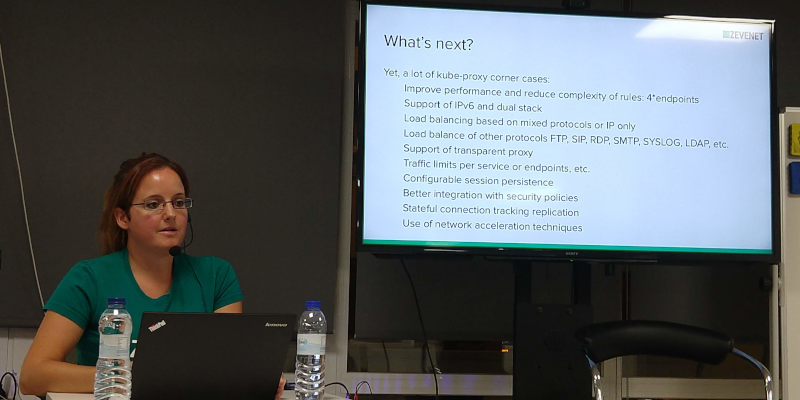 ZEVENET
What's next?
Yet, a lot of kube-proxy corner cases:
Improve performance and reduce complexity of rules: 4*endpoints
Support of IPv6 and dual stack
Load balancing based on mixed protocols or IP only
Load balance of other protocols FTP, SIP, RDP, SMTP, SYSLOG, LDAP, etc.
Support of transparent proxy
Traffic limits per service or endpoints, etc.
Configurable session persistence
Better integration with security policies
Stateful connection tracking replication
Use of network acceleration techniques
SONY
ThinkPad
lenovo